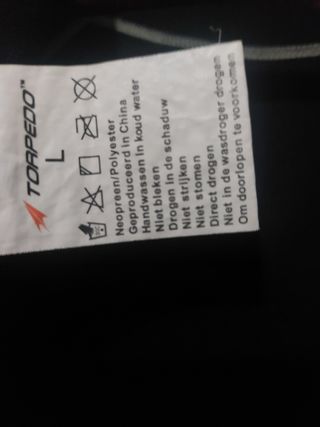 TORPEDO™
L
Neopreen/Polyester
Geproduceerd in China
Handwassen in koud water
Niet bleken
Drogen in de schaduw
Niet strijken
Niet stomen
Direct drogen
Niet in de wasdroger drogen
Om doorlopen te voorkomen